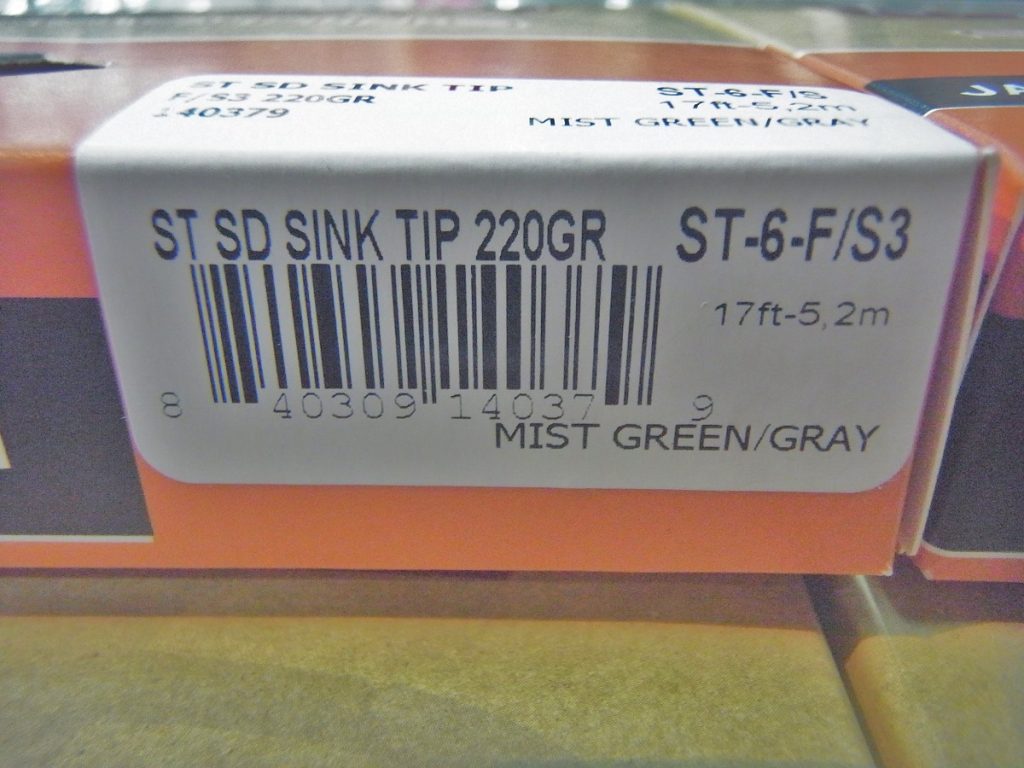 ST SD SINK TIP
F/S3 220GR
140379
ST-6-F/S
17ft-5,2m
MIST GREEN/GRAY
JA
ST SD SINK TIP 220GR
ST-6-F/S3
17ft-5,2m
8 40309 14037 9
MIST GREEN/GRAY